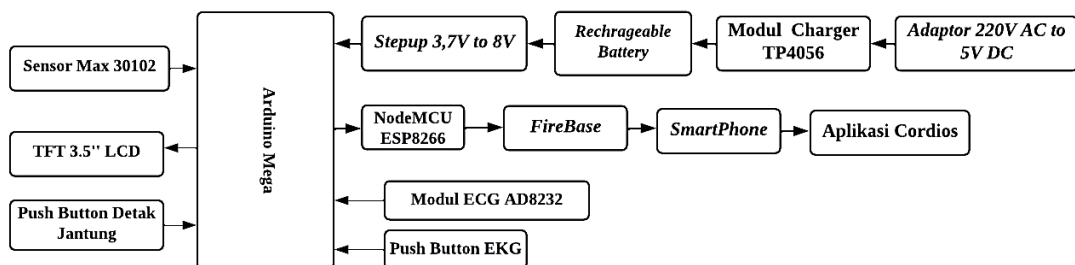 Stepup 3,7V to 8V
Rechrageable
Battery
Modul Charger
TP4056
Adaptor 220V AC to
5V DC
Sensor Max 30102
Arduino Mega
NodeMCU
ESP8266
FireBase
SmartPhone
Aplikasi Cordios
TFT 3.5'' LCD
Modul ECG AD8232
Push Button Detak
Jantung
Push Button EKG